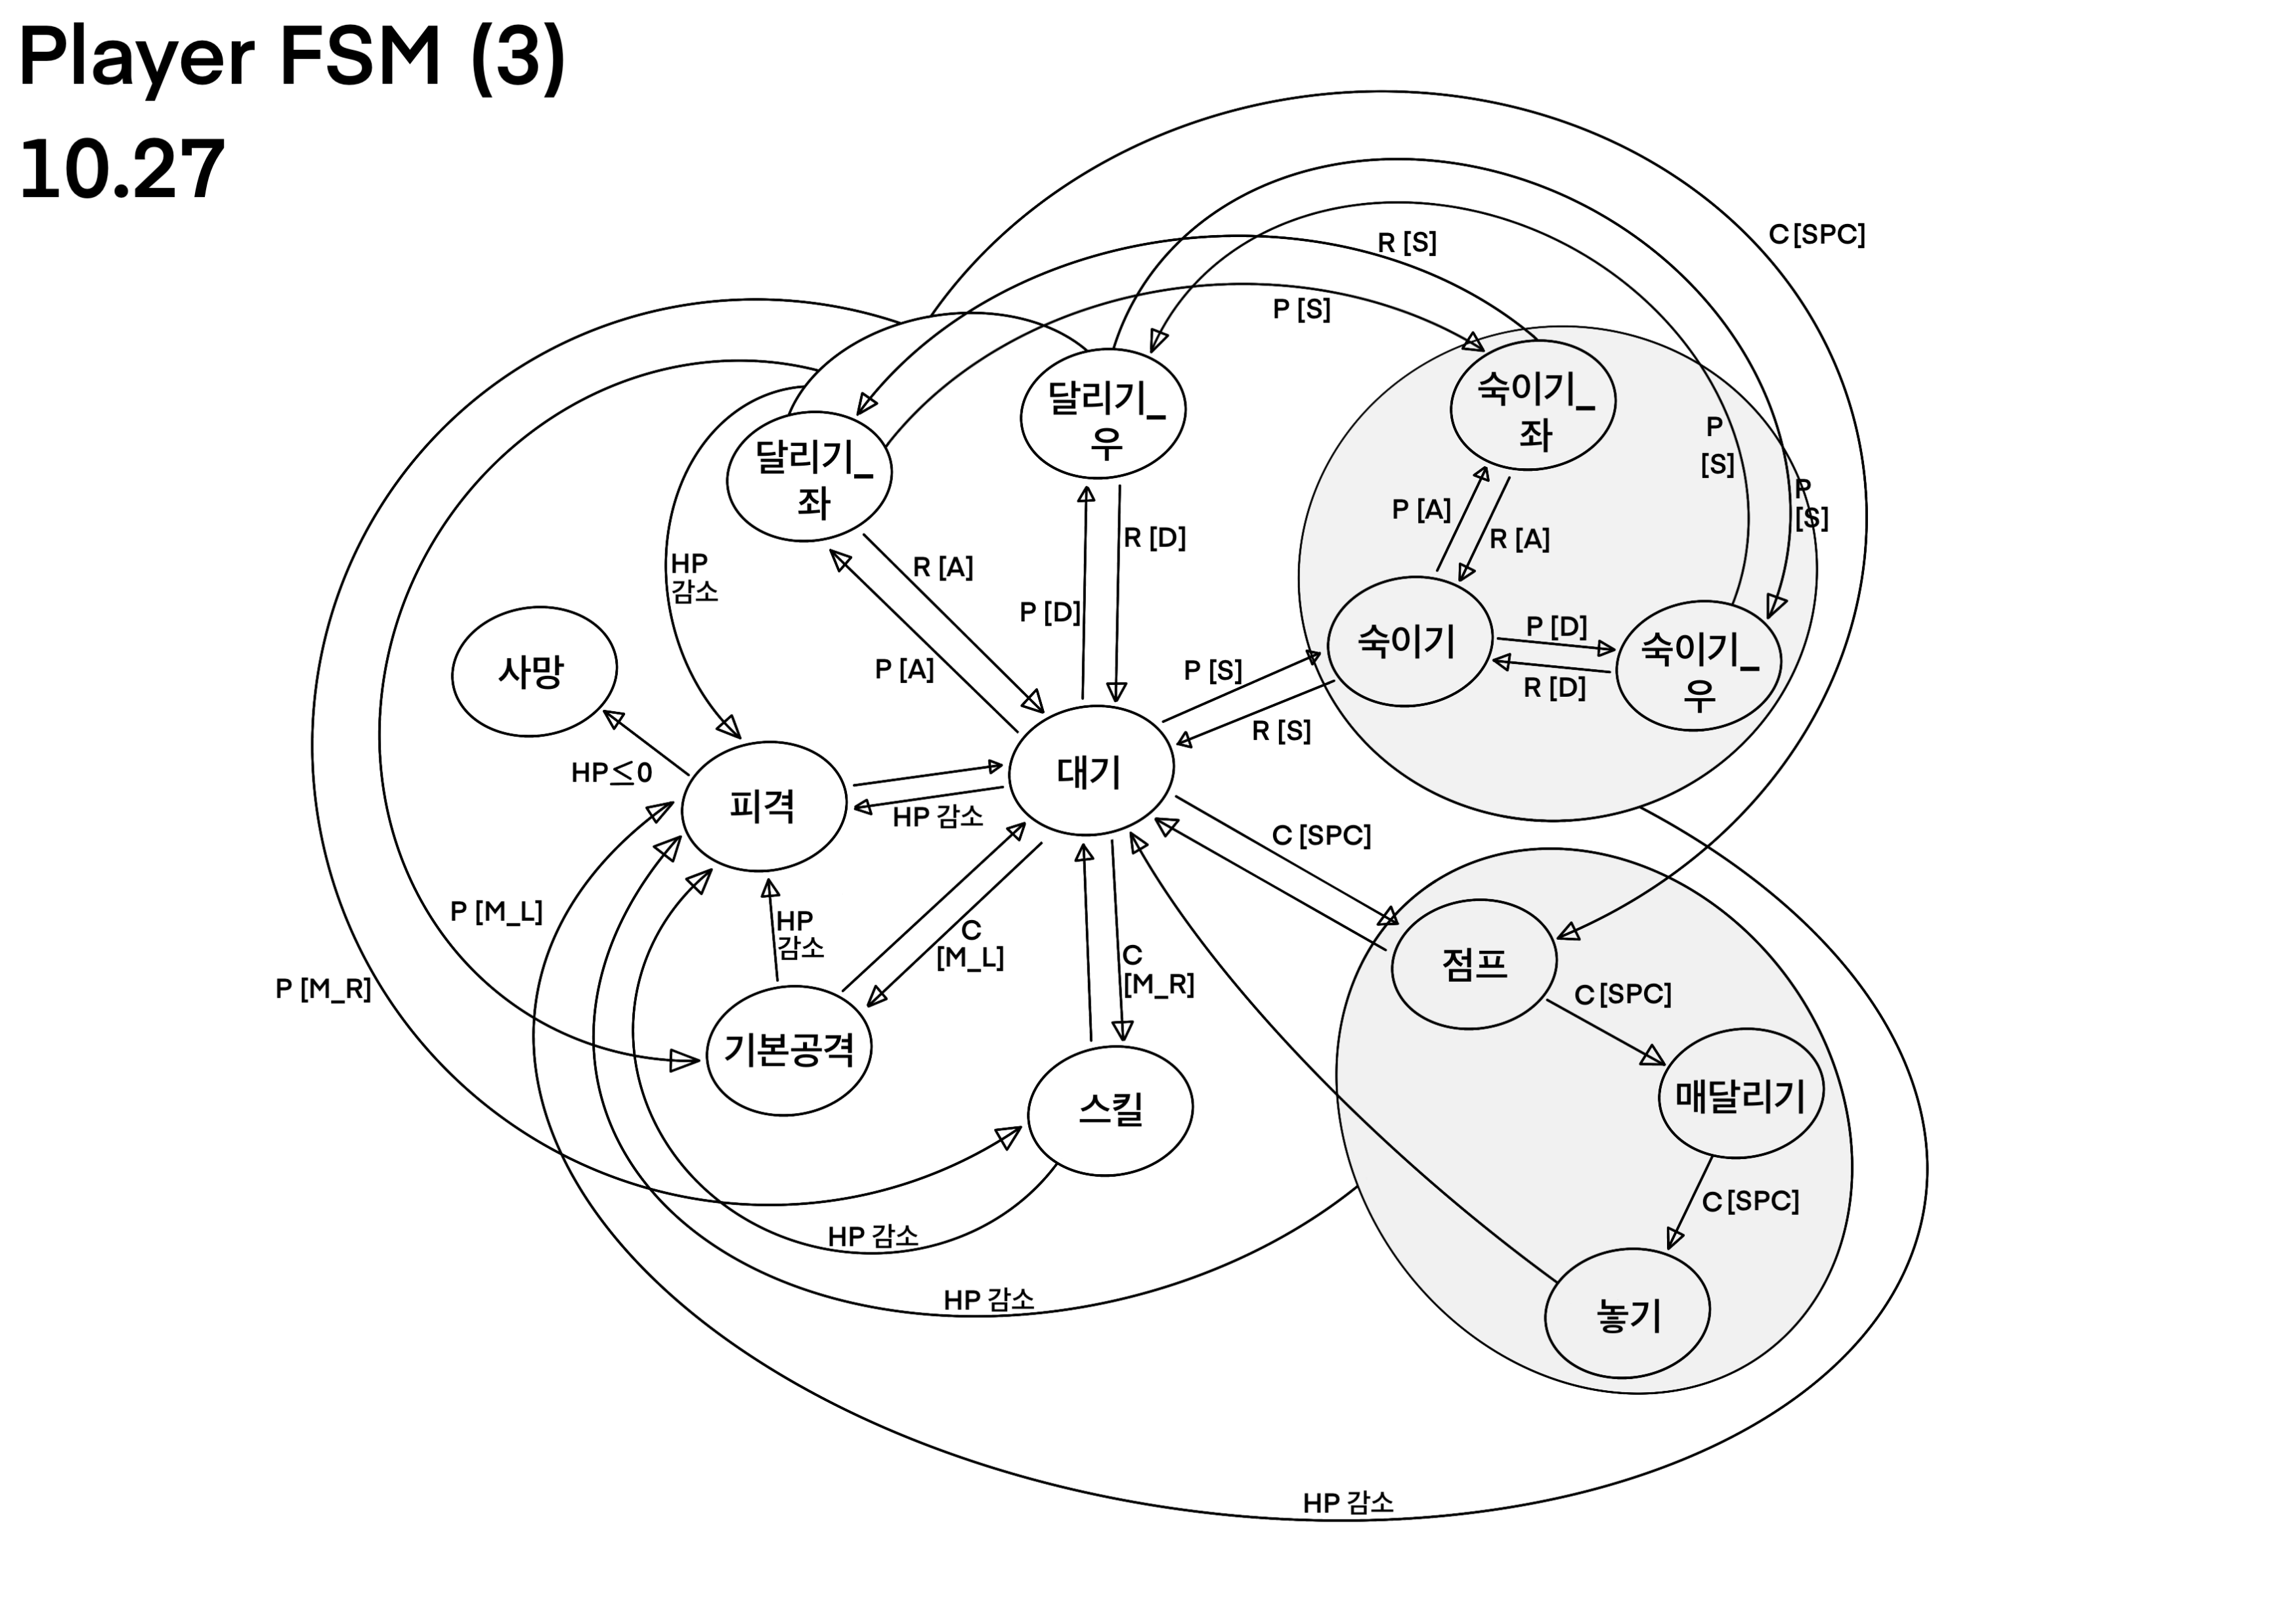 Player FSM (3)
10.27
C [SPC]
R [S]
P [S]
달리기_
우
숙이기_
좌
달리기_
좌
P
[S]
P
[S]
P [A]
R [A]
R [D]
HP
감소
R [A]
P [D]
P [D]
숙이기
숙이기_
우
사망
P [A]
P [S]
R [D]
R [S]
HP≤0
대기
피격
HP 감소
C [SPC]
P [M_L]
HP
감소
C
[M_L]
C
[M_R]
점프
P [M_R]
C [SPC]
기본공격
매달리기
스킬
C [SPC]
HP 감소
HP 감소
놓기
HP 감소